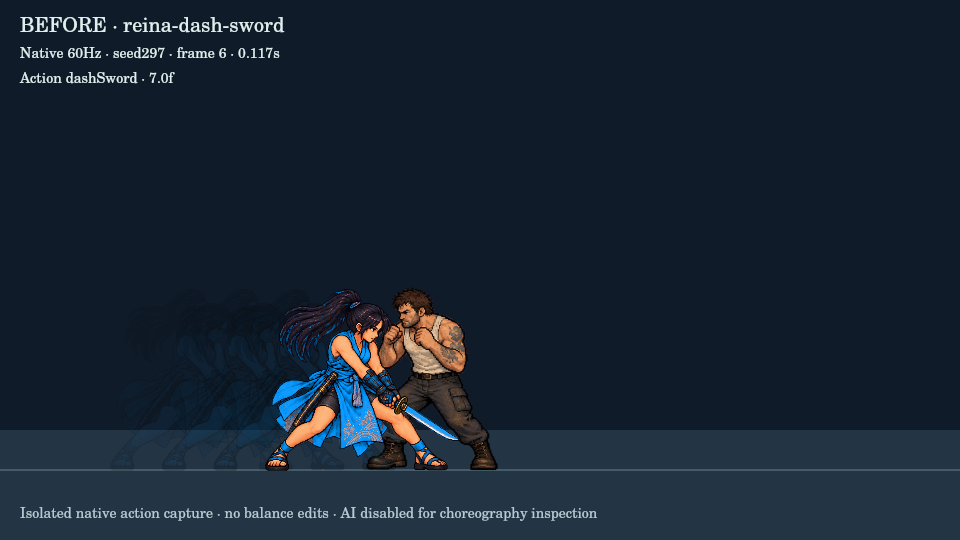 BEFORE · reina-dash-sword
Native 60Hz · seed297 · frame 6 · 0.117s
Action dashSword · 7.0f
Isolated native action capture · no balance edits · AI disabled for choreography inspection